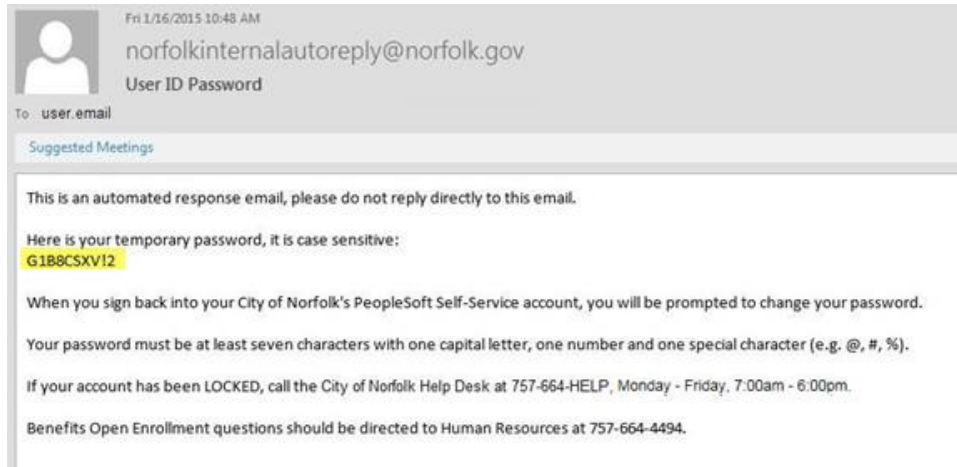 Fri 1/16/2015 10:48 AM
norfolkinternalautoreply@norfolk.gov
User ID Password
To user.email
Suggested Meetings
This is an automated response email, please do not reply directly to this email.
Here is your temporary password, it is case sensitive:
G1B8CSXV!2
When you sign back into your City of Norfolk's PeopleSoft Self-Service account, you will be prompted to change your password.
Your password must be at least seven characters with one capital letter, one number and one special character (e.g. @, #, %).
If your account has been LOCKED, call the City of Norfolk Help Desk at 757-664-HELP, Monday - Friday, 7:00am - 6:00pm.
Benefits Open Enrollment questions should be directed to Human Resources at 757-664-4494.